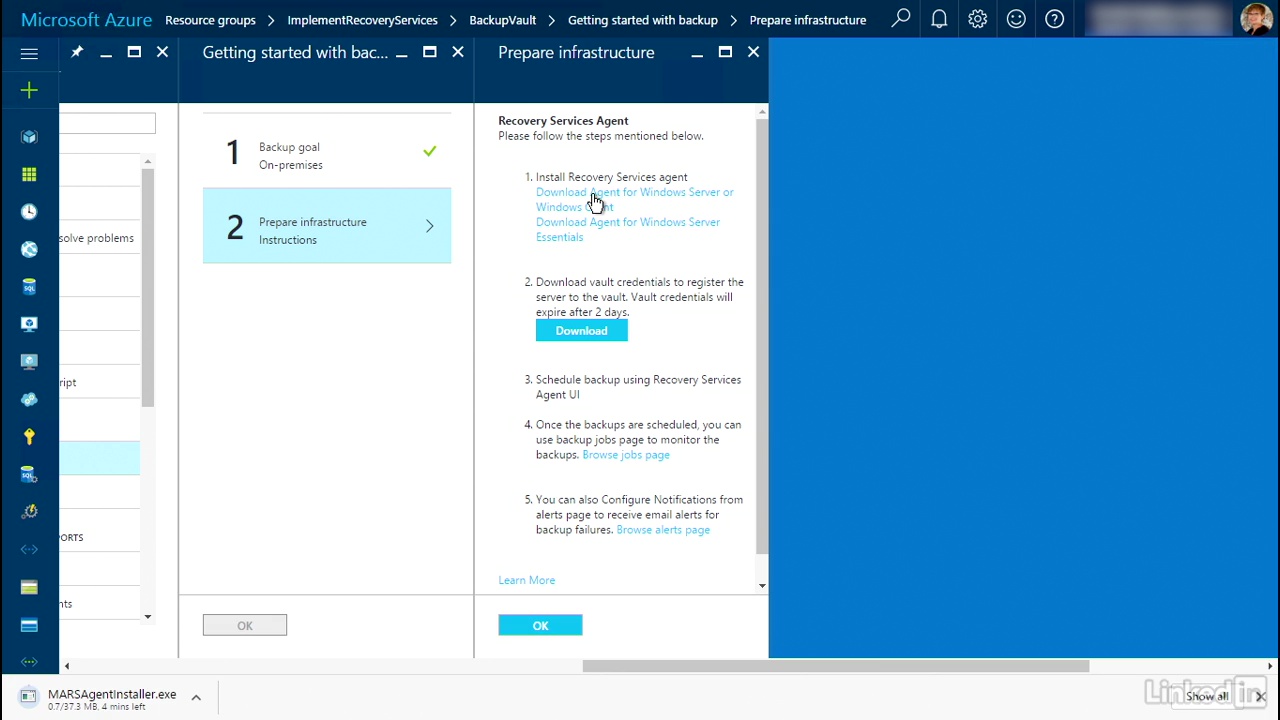 Microsoft Azure Resource groups > ImplementRecoveryServices > BackupVault > Getting started with backup > Prepare infrastructure
Getting started with bac...
Prepare infrastructure
solve problems
ript
PORTS
nts
1 Backup goal
On-premises
2 Prepare infrastructure
Instructions
OK
Recovery Services Agent
Please follow the steps mentioned below.
1. Install Recovery Services agent
Download Agent for Windows Server or
Windows
Download Agent for Windows Server
Essentials
2. Download vault credentials to register the
server to the vault. Vault credentials will
expire after 2 days.
Download
3. Schedule backup using Recovery Services
Agent UI
4. Once the backups are scheduled, you can
use backup jobs page to monitor the
backups. Browse jobs page
5. You can also Configure Notifications from
alerts page to receive email alerts for
backup failures. Browse alerts page
Learn More
OK
MARSAgentInstaller.exe
0.7/37.3 MB, 4 mins left
Show all
LinkedIn